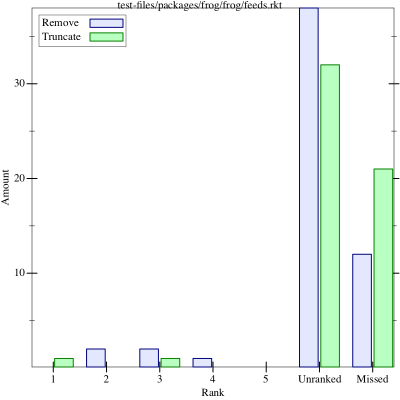 test-files/packages/frog/frog/feeds.rkt
Remove
Truncate
30
20
10
Amount
1 2 3 4 5 Unranked Missed
Rank